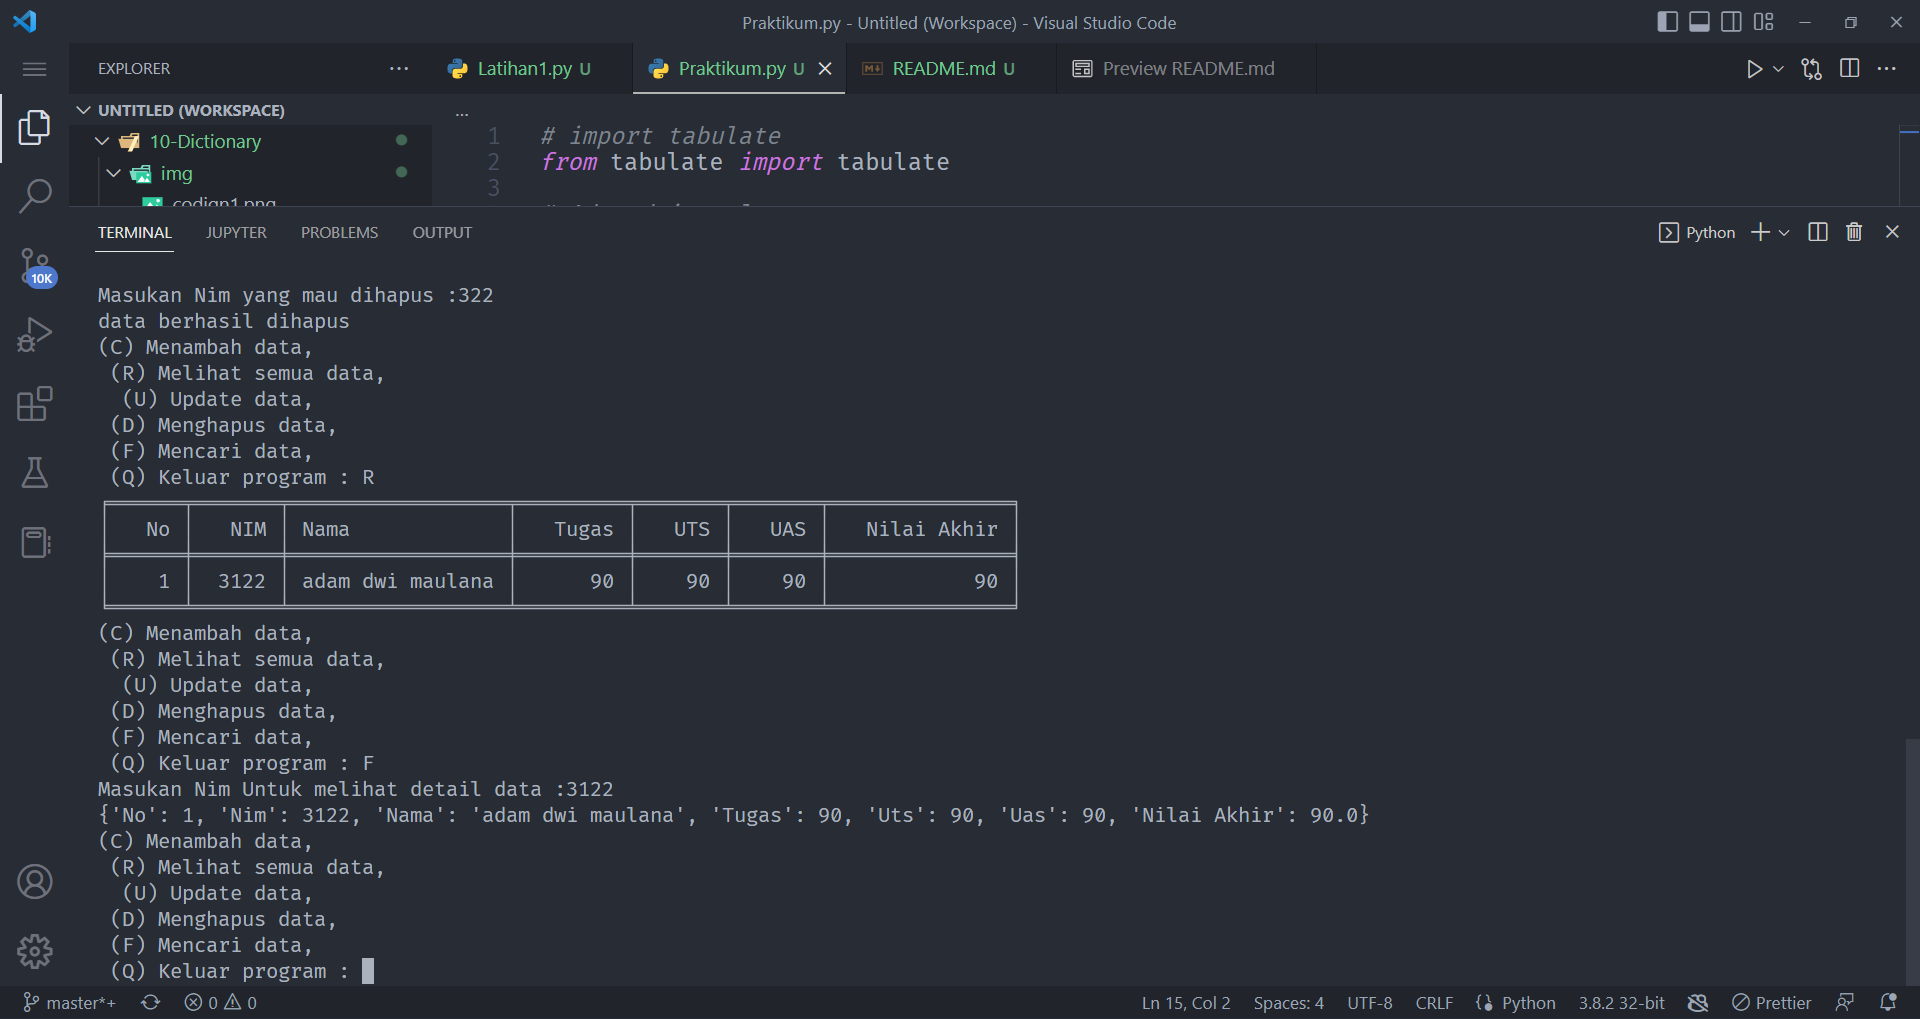 Praktikum.py - Untitled (Workspace) - Visual Studio Code
EXPLORER
Latihan1.py U
Praktikum.py U
README.md U
Preview README.md
UNTITLED (WORKSPACE)
10-Dictionary
img
...
1 # import tabulate
2 from tabulate import tabulate
3
TERMINAL JUPYTER PROBLEMS OUTPUT
Python
10K
Masukan Nim yang mau dihapus :322
data berhasil dihapus
(C) Menambah data,
(R) Melihat semua data,
(U) Update data,
(D) Menghapus data,
(F) Mencari data,
(Q) Keluar program : R
No NIM Nama Tugas UTS UAS Nilai Akhir
1 3122 adam dwi maulana 90 90 90 90
(C) Menambah data,
(R) Melihat semua data,
(U) Update data,
(D) Menghapus data,
(F) Mencari data,
(Q) Keluar program : F
Masukan Nim Untuk melihat detail data :3122
{'No': 1, 'Nim': 3122, 'Nama': 'adam dwi maulana', 'Tugas': 90, 'Uts': 90, 'Uas': 90, 'Nilai Akhir': 90.0}
(C) Menambah data,
(R) Melihat semua data,
(U) Update data,
(D) Menghapus data,
(F) Mencari data,
(Q) Keluar program :
master*+ 0 0 Ln 15, Col 2 Spaces: 4 UTF-8 CRLF Python 3.8.2 32-bit Prettier